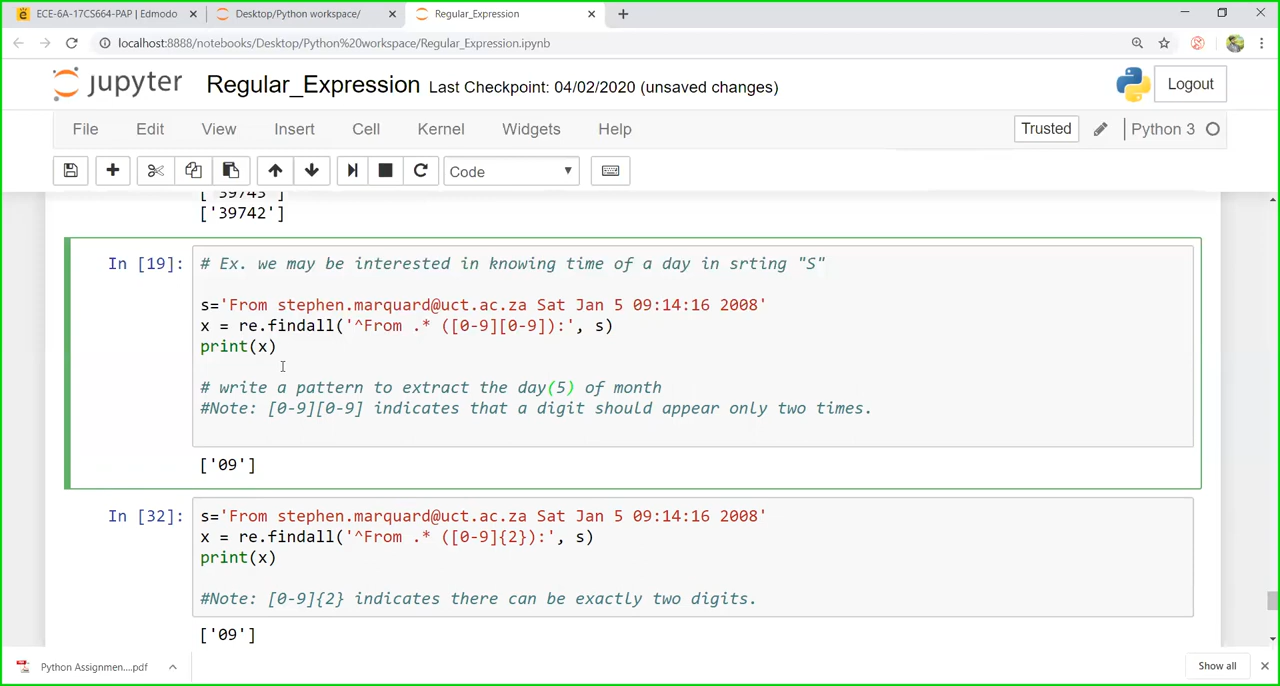 ECE-6A-17CS664-PAP | Edmodo
Desktop/Python workspace/
Regular_Expression
localhost:8888/notebooks/Desktop/Python%20workspace/Regular_Expression.ipynb
jupyter Regular_Expression Last Checkpoint: 04/02/2020 (unsaved changes)
Logout
File Edit View Insert Cell Kernel Widgets Help
Trusted
Python 3
Code
['39743']
['39742']
In [19]:
# Ex. we may be interested in knowing time of a day in srting "S"
s='From stephen.marquard@uct.ac.za Sat Jan 5 09:14:16 2008'
x = re.findall('^From .* ([0-9][0-9]):', s)
print(x)
# write a pattern to extract the day(5) of month
#Note: [0-9][0-9] indicates that a digit should appear only two times.
['09']
In [32]:
s='From stephen.marquard@uct.ac.za Sat Jan 5 09:14:16 2008'
x = re.findall('^From .* ([0-9]{2}):', s)
print(x)
#Note: [0-9]{2} indicates there can be exactly two digits.
['09']
Python Assignmen....pdf
Show all